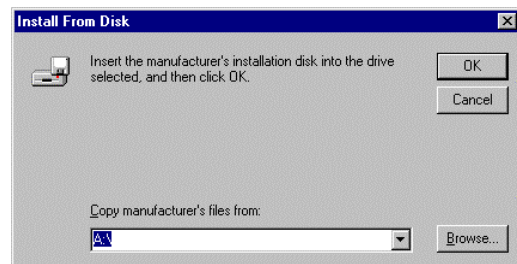 Install From Disk
Insert the manufacturer's installation disk into the drive
selected, and then click OK.
OK
Cancel
Copy manufacturer's files from:
A:\
Browse...